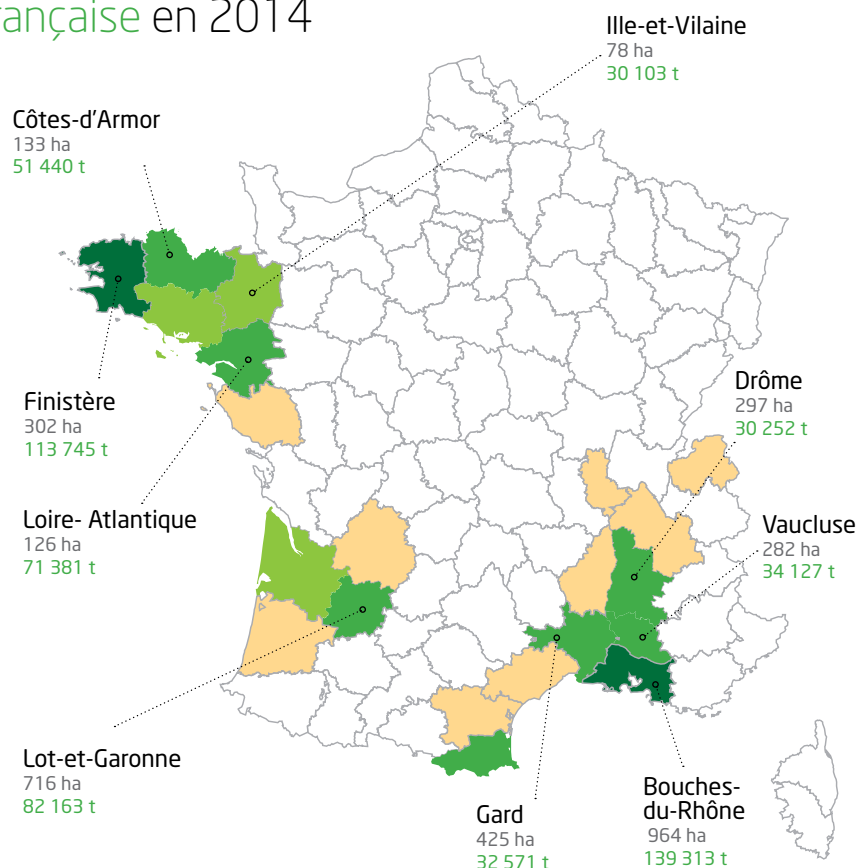 rançaise en 2014
Ille-et-Vilaine
78 ha
30 103 t
Côtes-d'Armor
133 ha
51 440 t
Finistère
302 ha
113 745 t
Drôme
297 ha
30 252 t
Loire- Atlantique
126 ha
71 381 t
Vaucluse
282 ha
34 127 t
Lot-et-Garonne
716 ha
82 163 t
Gard
425 ha
32 571 t
Bouches-
du-Rhône
964 ha
139 313 t